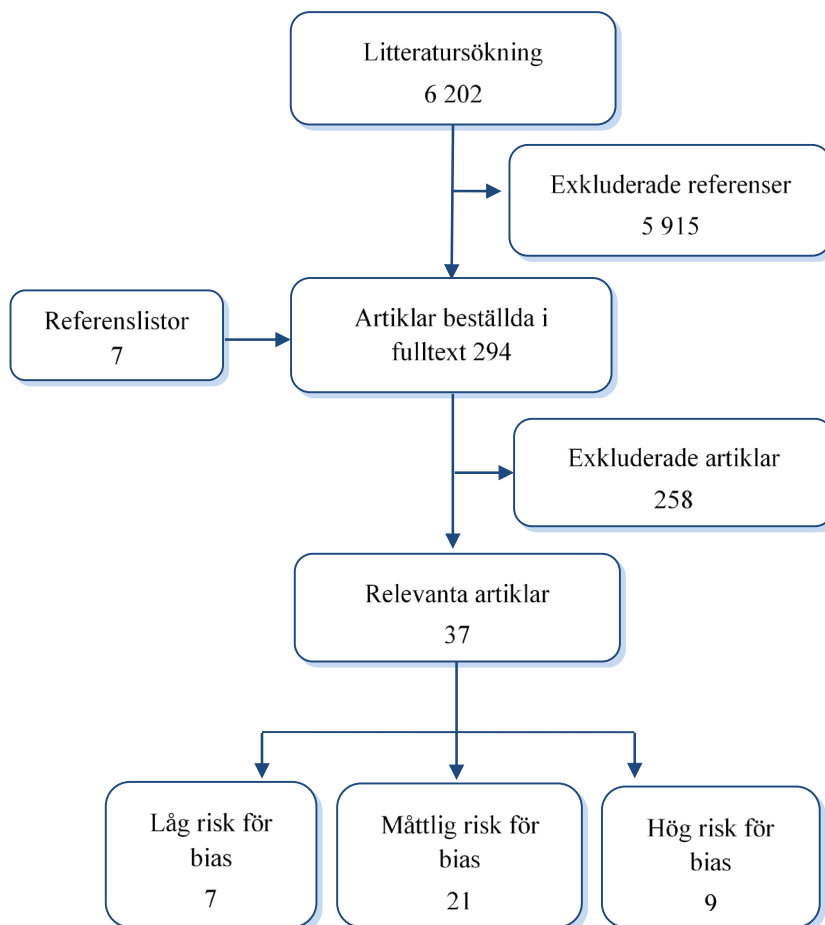 Litteratursökning
6 202
Exkluderade referenser
5 915
Referenslistor
7
Artiklar beställda i
fulltext 294
Exkluderade artiklar
258
Relevanta artiklar
37
Låg risk för
bias
7
Måttlig risk för
bias
21
Hög risk för
bias
9